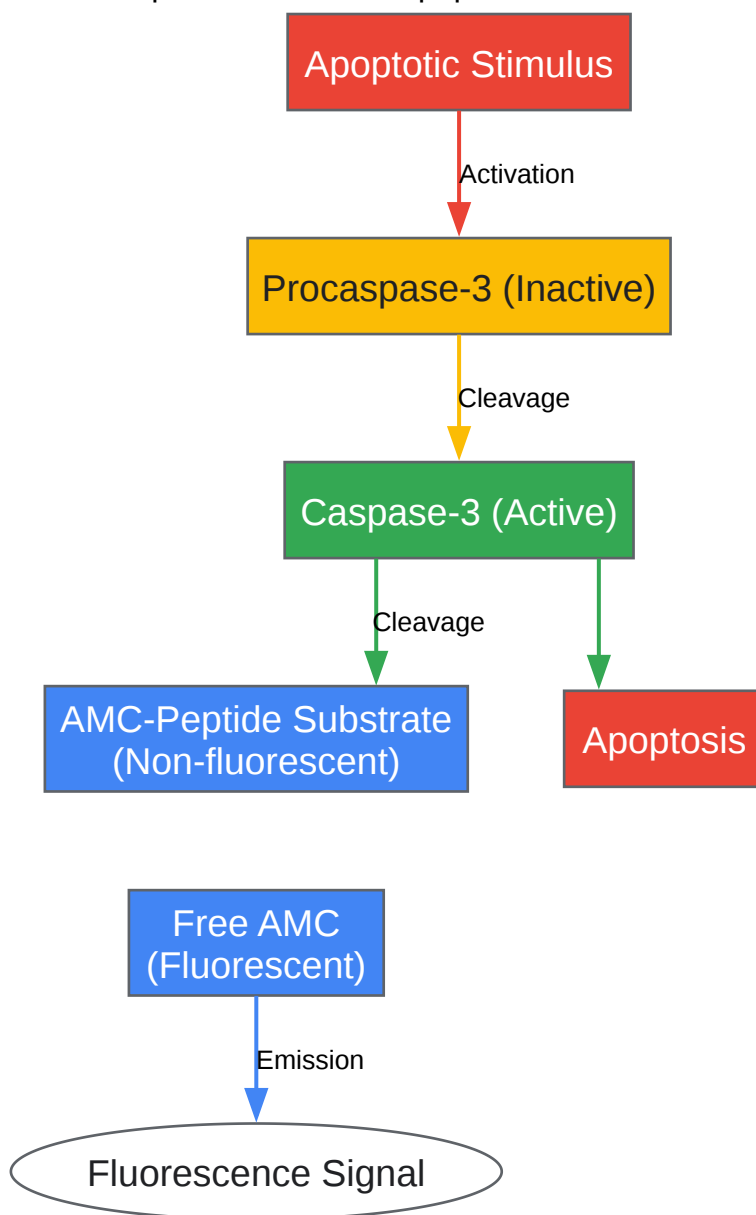 Apoptotic Stimulus
Activation
Procaspase-3 (Inactive)
Cleavage
Caspase-3 (Active)
Cleavage
AMC-Peptide Substrate
(Non-fluorescent)
Apoptosis
Free AMC
(Fluorescent)
Emission
Fluorescence Signal